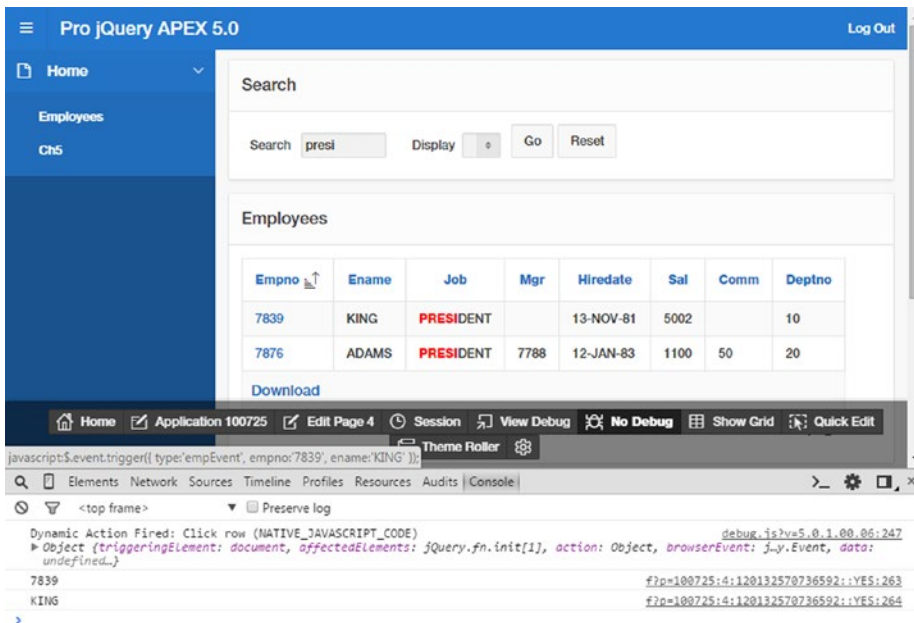 Pro jQuery APEX 5.0 Log Out
Home
Employees
Ch5
Search
Search presi Display Go Reset
Employees
Empno Ename Job Mgr Hiredate Sal Comm Deptno
7839 KING PRESIDENT 13-NOV-81 5002 10
7876 ADAMS PRESIDENT 7788 12-JAN-83 1100 50 20
Download
Home Application 100725 Edit Page 4 Session View Debug No Debug Show Grid Quick Edit
Theme Roller
javascript:$.event.trigger({ type:'empEvent', empno:'7839', ename:'KING' });
Elements Network Sources Timeline Profiles Resources Audits Console
<top frame> Preserve log
Dynamic Action Fired: Click row (NATIVE_JAVASCRIPT_CODE) debug.js?v=5.0.1.00.06:247
Object {triggeringElement: document, affectedElements: jQuery.fn.init[1], action: Object, browserEvent: j…y.Event, data:
undefined…}
7839 f?p=100725:4:120132570736592::YES:263
KING f?p=100725:4:120132570736592::YES:264